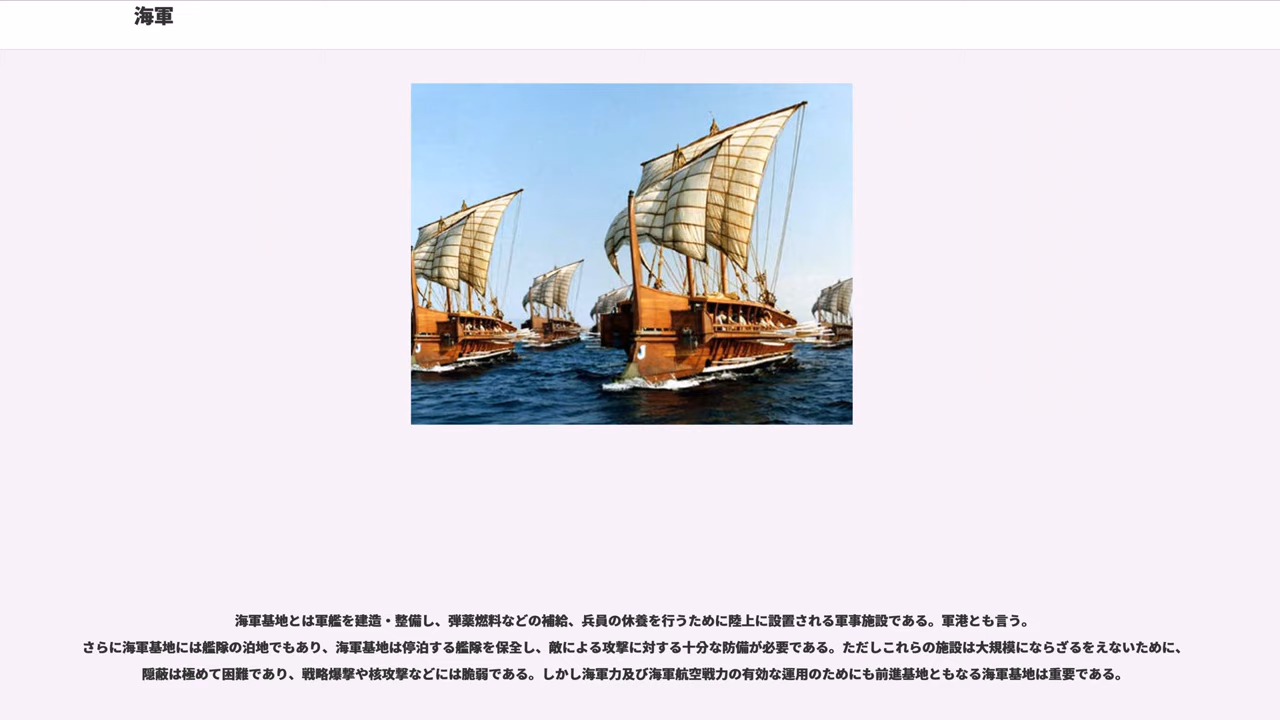 海軍
海軍基地とは軍艦を建造・整備し、弾薬燃料などの補給、兵員の休養を行うために陸上に設置される軍事施設である。軍港とも言う。
さらに海軍基地には艦隊の泊地でもあり、海軍基地は停泊する艦隊を保全し、敵による攻撃に対する十分な防備が必要である。ただしこれらの施設は大規模にならざるをえないために、
隠蔽は極めて困難であり、戦略爆撃や核攻撃などには脆弱である。しかし海軍力及び海軍航空戦力の有効な運用のためにも前進基地ともなる海軍基地は重要である。